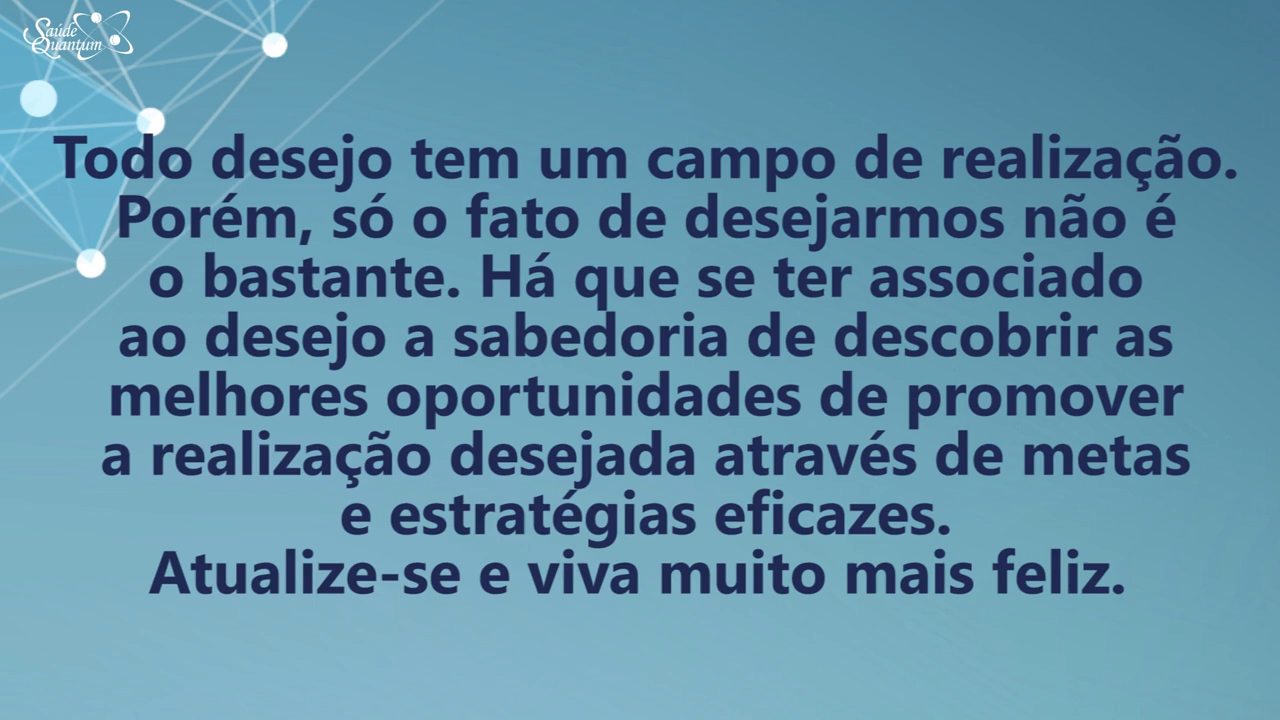 Saúde
Quantum
Todo desejo tem um campo de realização.
Porém, só o fato de desejarmos não é
o bastante. Há que se ter associado
ao desejo a sabedoria de descobrir as
melhores oportunidades de promover
a realização desejada através de metas
e estratégias eficazes.
Atualize-se e viva muito mais feliz.